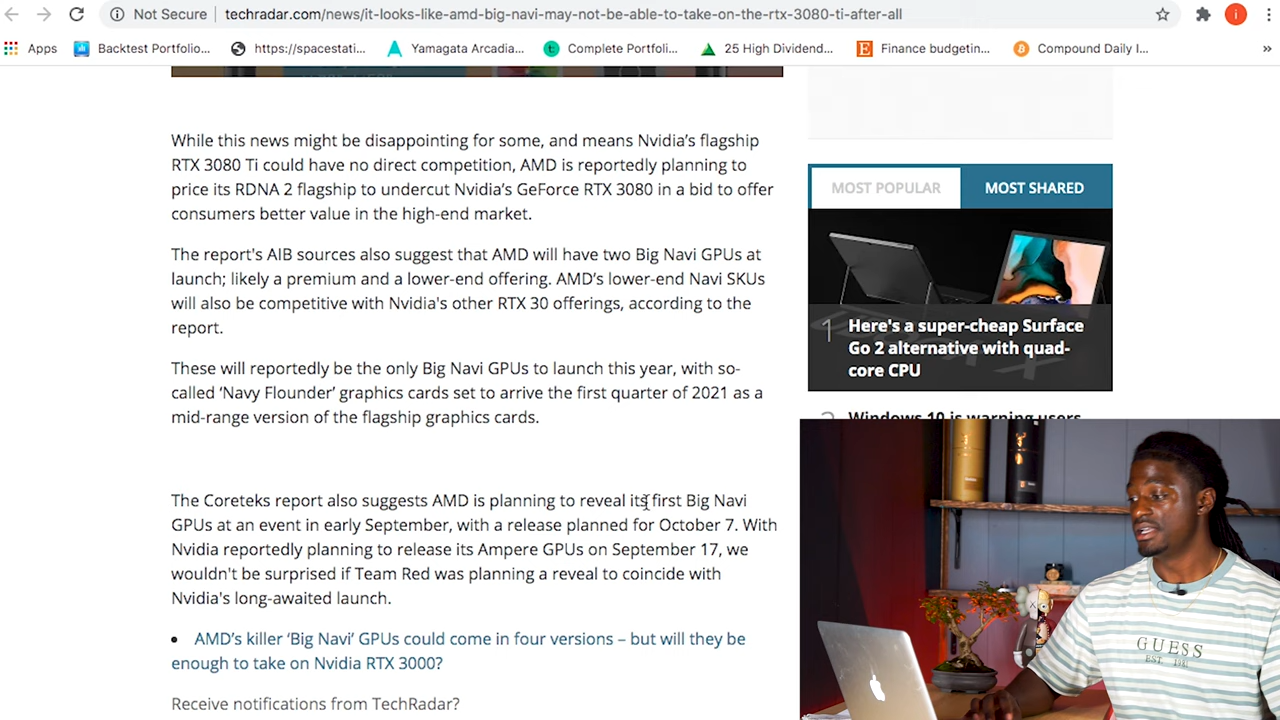 Not Secure
techradar.com/news/it-looks-like-amd-big-navi-may-not-be-able-to-take-on-the-rtx-3080-ti-after-all
i
Apps
Backtest Portfolio...
https://spacestati...
Yamagata Arcadia...
Complete Portfoli...
25 High Dividend...
Finance budgetin...
Compound Daily I...
»
While this news might be disappointing for some, and means Nvidia's flagship
RTX 3080 Ti could have no direct competition, AMD is reportedly planning to
price its RDNA 2 flagship to undercut Nvidia's GeForce RTX 3080 in a bid to offer
consumers better value in the high-end market.
The report's AIB sources also suggest that AMD will have two Big Navi GPUs at
launch; likely a premium and a lower-end offering. AMD's lower-end Navi SKUs
will also be competitive with Nvidia's other RTX 30 offerings, according to the
report.
These will reportedly be the only Big Navi GPUs to launch this year, with so-
called ‘Navy Flounder’ graphics cards set to arrive the first quarter of 2021 as a
mid-range version of the flagship graphics cards.
The Coreteks report also suggests AMD is planning to reveal its first Big Navi
GPUs at an event in early September, with a release planned for October 7. With
Nvidia reportedly planning to release its Ampere GPUs on September 17, we
wouldn't be surprised if Team Red was planning a reveal to coincide with
Nvidia's long-awaited launch.
AMD's killer ‘Big Navi’ GPUs could come in four versions – but will they be
enough to take on Nvidia RTX 3000?
Receive notifications from TechRadar?
MOST POPULAR
MOST SHARED
1
Here's a super-cheap Surface
Go 2 alternative with quad-
core CPU
Windows 10 is warning users
GUESS
EST. 1981